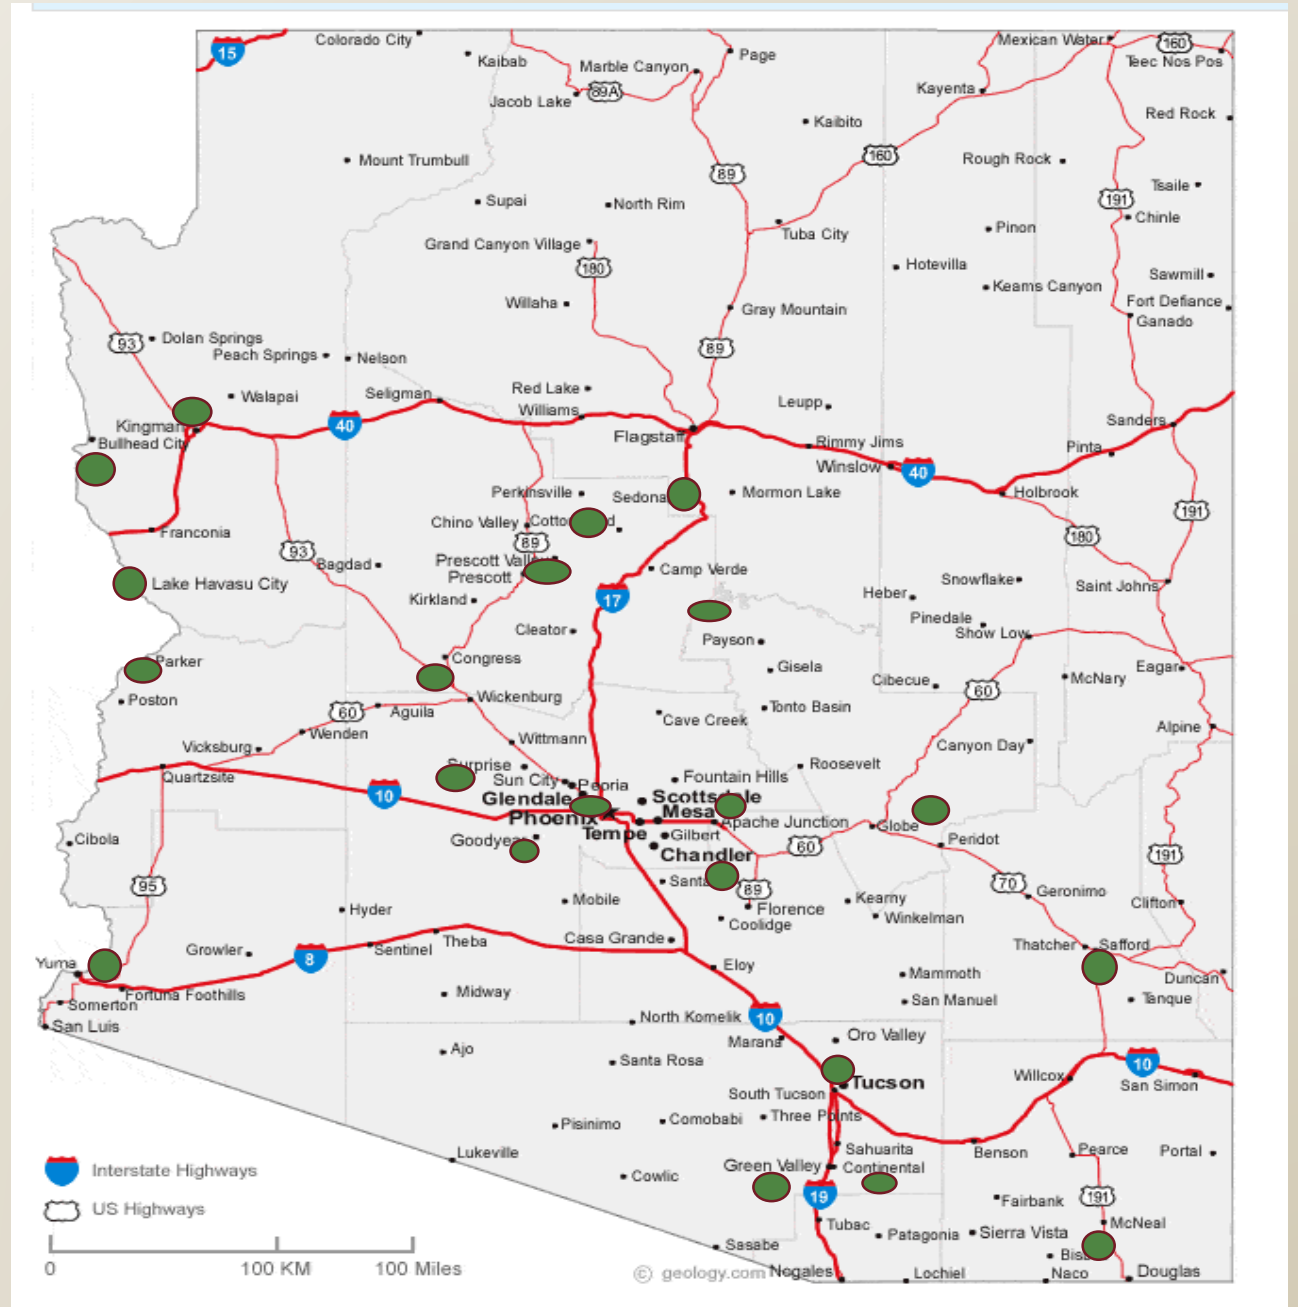 15
Colorado City
Kaibab
Marble Canyon
Page
Mexican Water
160
Teec Nos Pos
Jacob Lake
89A
Kayenta
Red Rock
Kaibito
Mount Trumbull
160
Rough Rock
89
Tsaile
191
Supai
North Rim
Chinle
Tuba City
Pinon
Grand Canyon Village
180
Hotevilla
Sawmill
Keams Canyon
Willaha
Gray Mountain
Fort Defiance
Ganado
93
Dolan Springs
Peach Springs
Nelson
89
Walapai
Seligman
Red Lake
Williams
Leupp
Kingman
40
Flagstaff
Sanders
Bullhead City
Rimmy Jims
Pinta
Winslow
40
Perkinsville
Sedona
Mormon Lake
Holbrook
Chino Valley
191
Franconia
89
180
93
Bagdad
Prescott
Camp Verde
Lake Havasu City
Prescott
Snowflake
Saint Johns
Kirkland
17
Heber
Pinedale
Cleator
Payson
Show Low
Parker
Congress
Gisela
Eagar
Cibecue
60
McNary
Poston
Wickenburg
60
Aguila
Cave Creek
Tonto Basin
Alpine
Wenden
Vicksburg
Wittmann
Canyon Day
Surprise
Roosevelt
Quartzsite
Sun City
Peoria
Fountain Hills
10
Glendale
Scottsdale
Phoenix
Mesa
Apache Junction
Globe
Cibola
Goodyear
Tempe
Gilbert
60
Peridot
Chandler
191
95
Santa
89
70
Geronimo
Hyder
Mobile
Florence
Kearny
Clifton
Coolidge
Winkelman
Growler
8
Sentinel
Theba
Casa Grande
Thatcher
Safford
Yuma
Eloy
Mammoth
Duncan
Fortuna Foothills
Midway
San Manuel
Tanque
Somerton
San Luis
North Komelik
10
Marana
Oro Valley
Ajo
Santa Rosa
10
Tucson
Willcox
San Simon
South Tucson
Pisinimo
Comobabi
Three Points
Sahuarita
Benson
Pearce
Portal
Lukeville
Green Valley
Continental
Interstate Highways
Cowlic
19
Fairbank
191
US Highways
Tubac
Patagonia
Sierra Vista
McNeal
Sasabe
0
100 KM
100 Miles
© geology.com
Nogales
Lochiel
Naco
Douglas